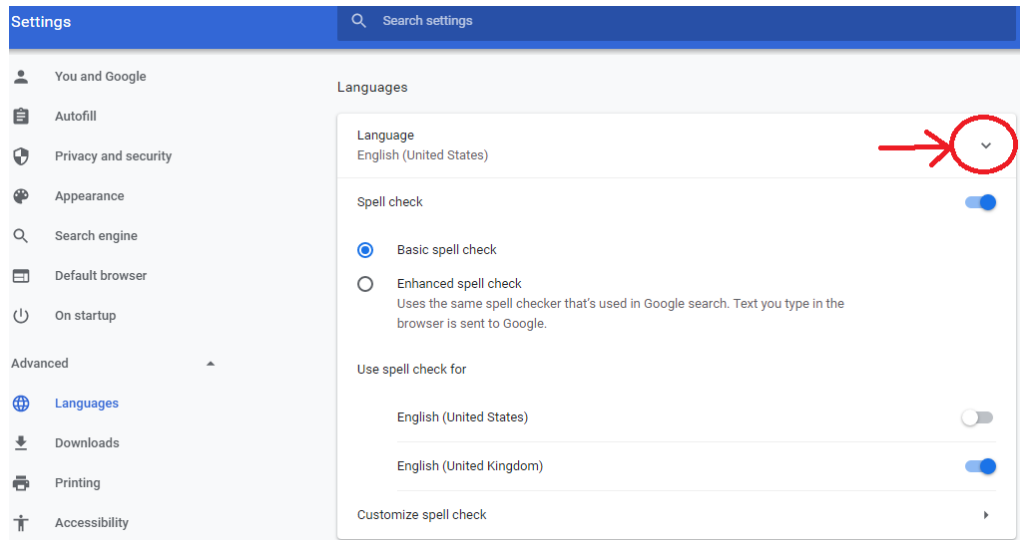 Settings
Search settings
You and Google
Autofill
Privacy and security
Appearance
Search engine
Default browser
On startup
Advanced
Languages
Downloads
Printing
Accessibility
Languages
Language
English (United States)
Spell check
Basic spell check
Enhanced spell check
Uses the same spell checker that's used in Google search. Text you type in the
browser is sent to Google.
Use spell check for
English (United States)
English (United Kingdom)
Customize spell check